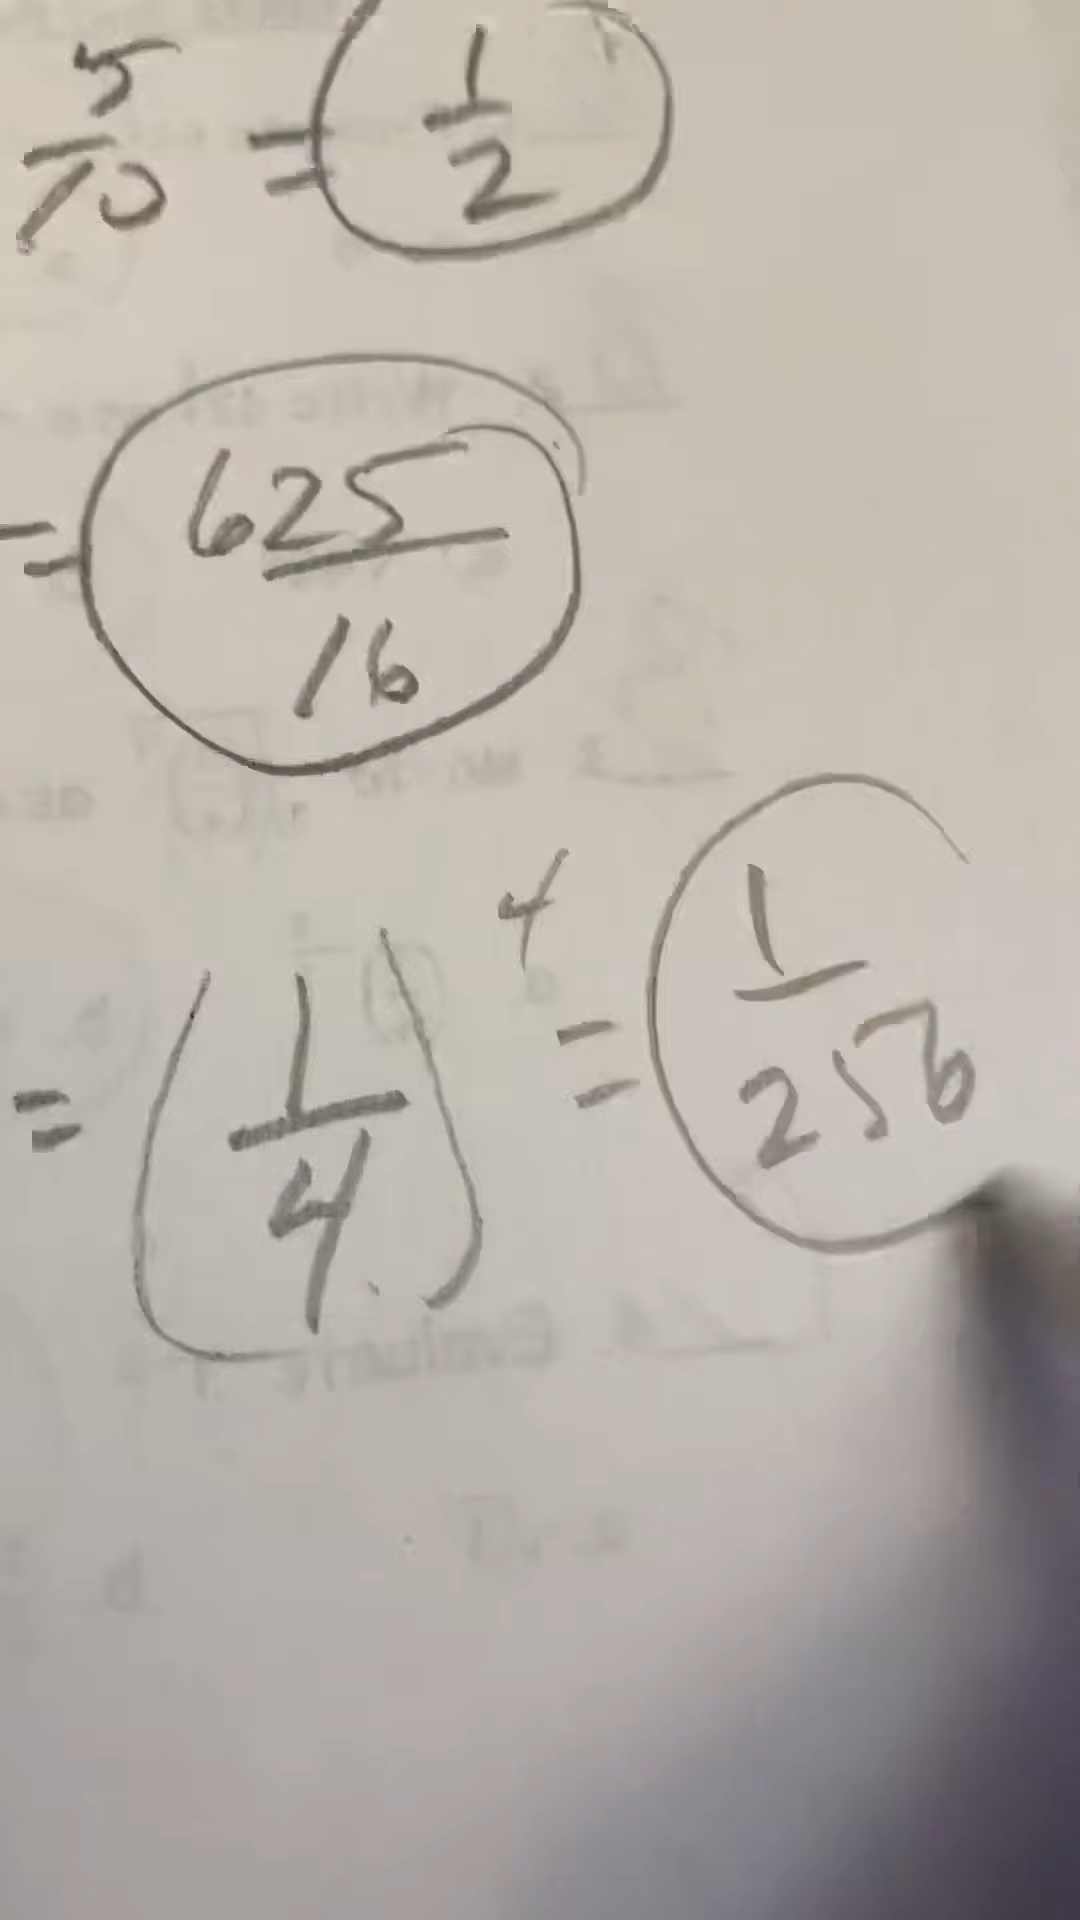 5/10 = 1/2
= 625/16
= (1/4)^4 = 1/256